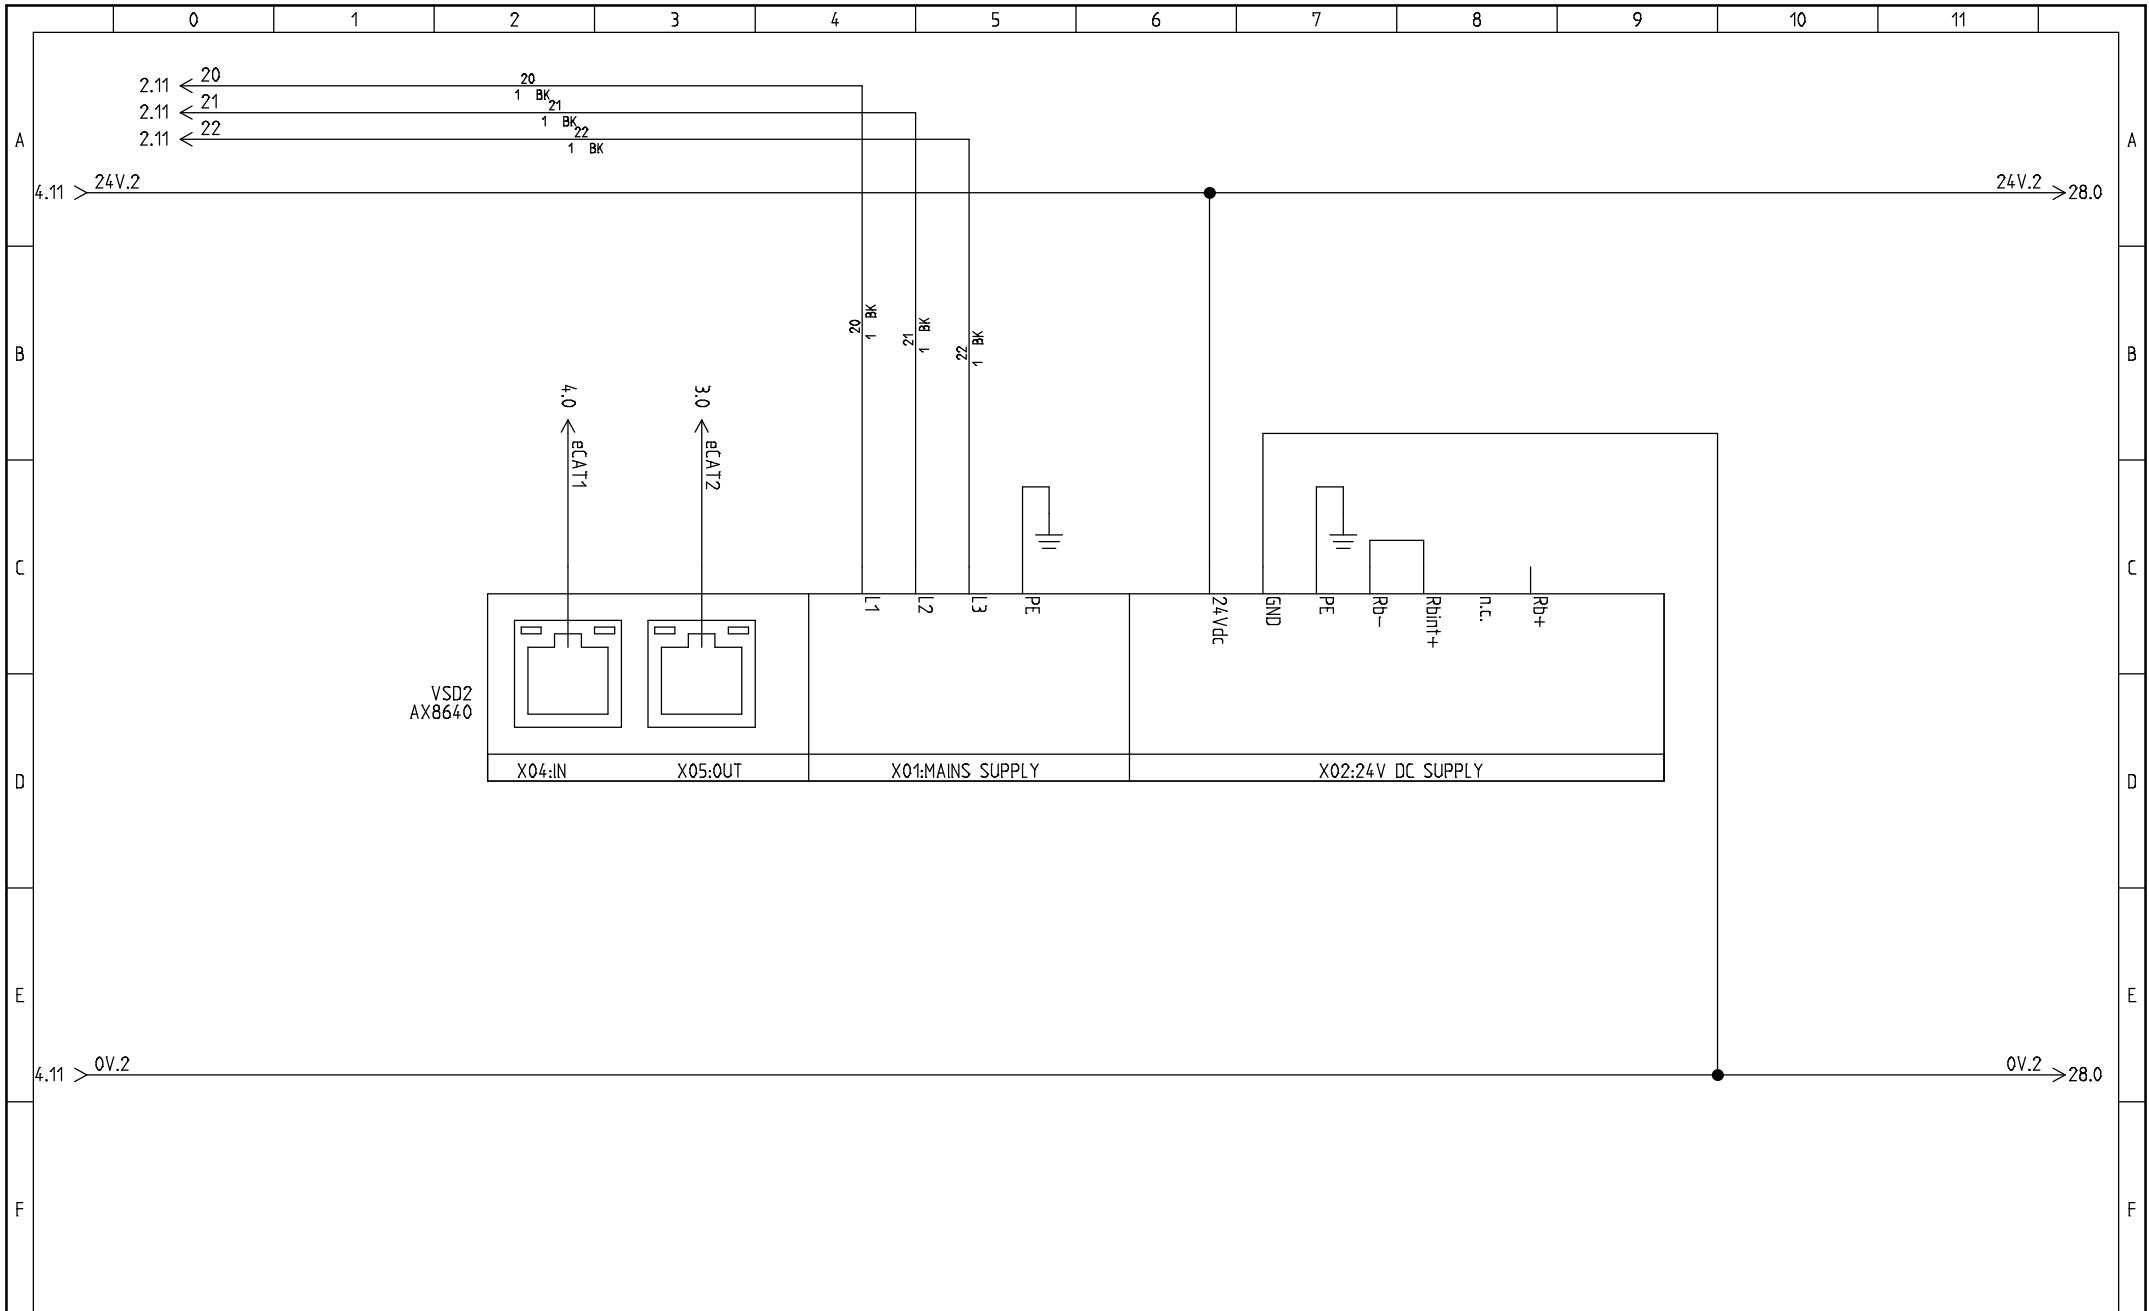 0 1 2 3 4 5 6 7 8 9 10 11
2.11 20 20
1 BK
2.11 21 21
1 BK
2.11 22 22
1 BK
A A
4.11 24V.2 24V.2 28.0
20
1 BK
21
1 BK
22
1 BK
B B
4.0 3.0
eCAT1 eCAT2
C C
L1 L2 L3 PE 24Vdc GND PE Rb- Rbint+ n.c. Rb+
VSD2
AX8640
X04:IN X05:OUT X01:MAINS SUPPLY X02:24V DC SUPPLY
D D
E E
4.11 0V.2 0V.2 28.0
F F